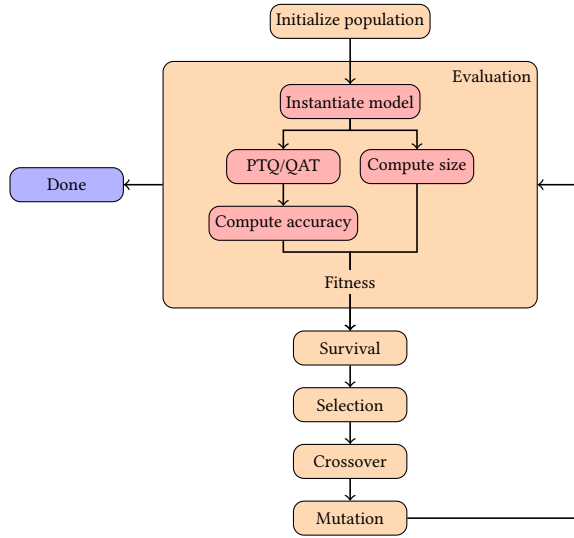 Initialize population
Evaluation
Instantiate model
PTQ/QAT
Compute size
Done
Compute accuracy
Fitness
Survival
Selection
Crossover
Mutation